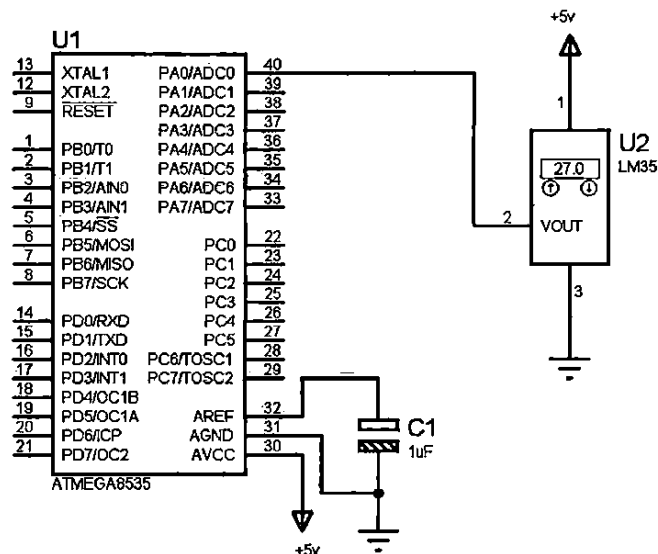 +5v
U1
13 XTAL1 PA0/ADC0 40
12 XTAL2 PA1/ADC1 39
9 RESET PA2/ADC2 38
PA3/ADC3 37
1 PB0/T0 PA4/ADC4 36
2 PB1/T1 PA5/ADC5 35
3 PB2/AIN0 PA6/ADC6 34
4 PB3/AIN1 PA7/ADC7 33
5 PB4/SS
6 PB5/MOSI PC0 22
7 PB6/MISO PC1 23
8 PB7/SCK PC2 24
PC3 25
14 PD0/RXD PC4 26
15 PD1/TXD PC5 27
16 PD2/INT0 PC6/TOSC1 28
17 PD3/INT1 PC7/TOSC2 29
18 PD4/OC1B
19 PD5/OC1A AREF 32
20 PD6/ICP AGND 31
21 PD7/OC2 AVCC 30
ATMEGA8535
1
U2
LM35
27.0
2 VOUT
3
C1
1uF
+5v